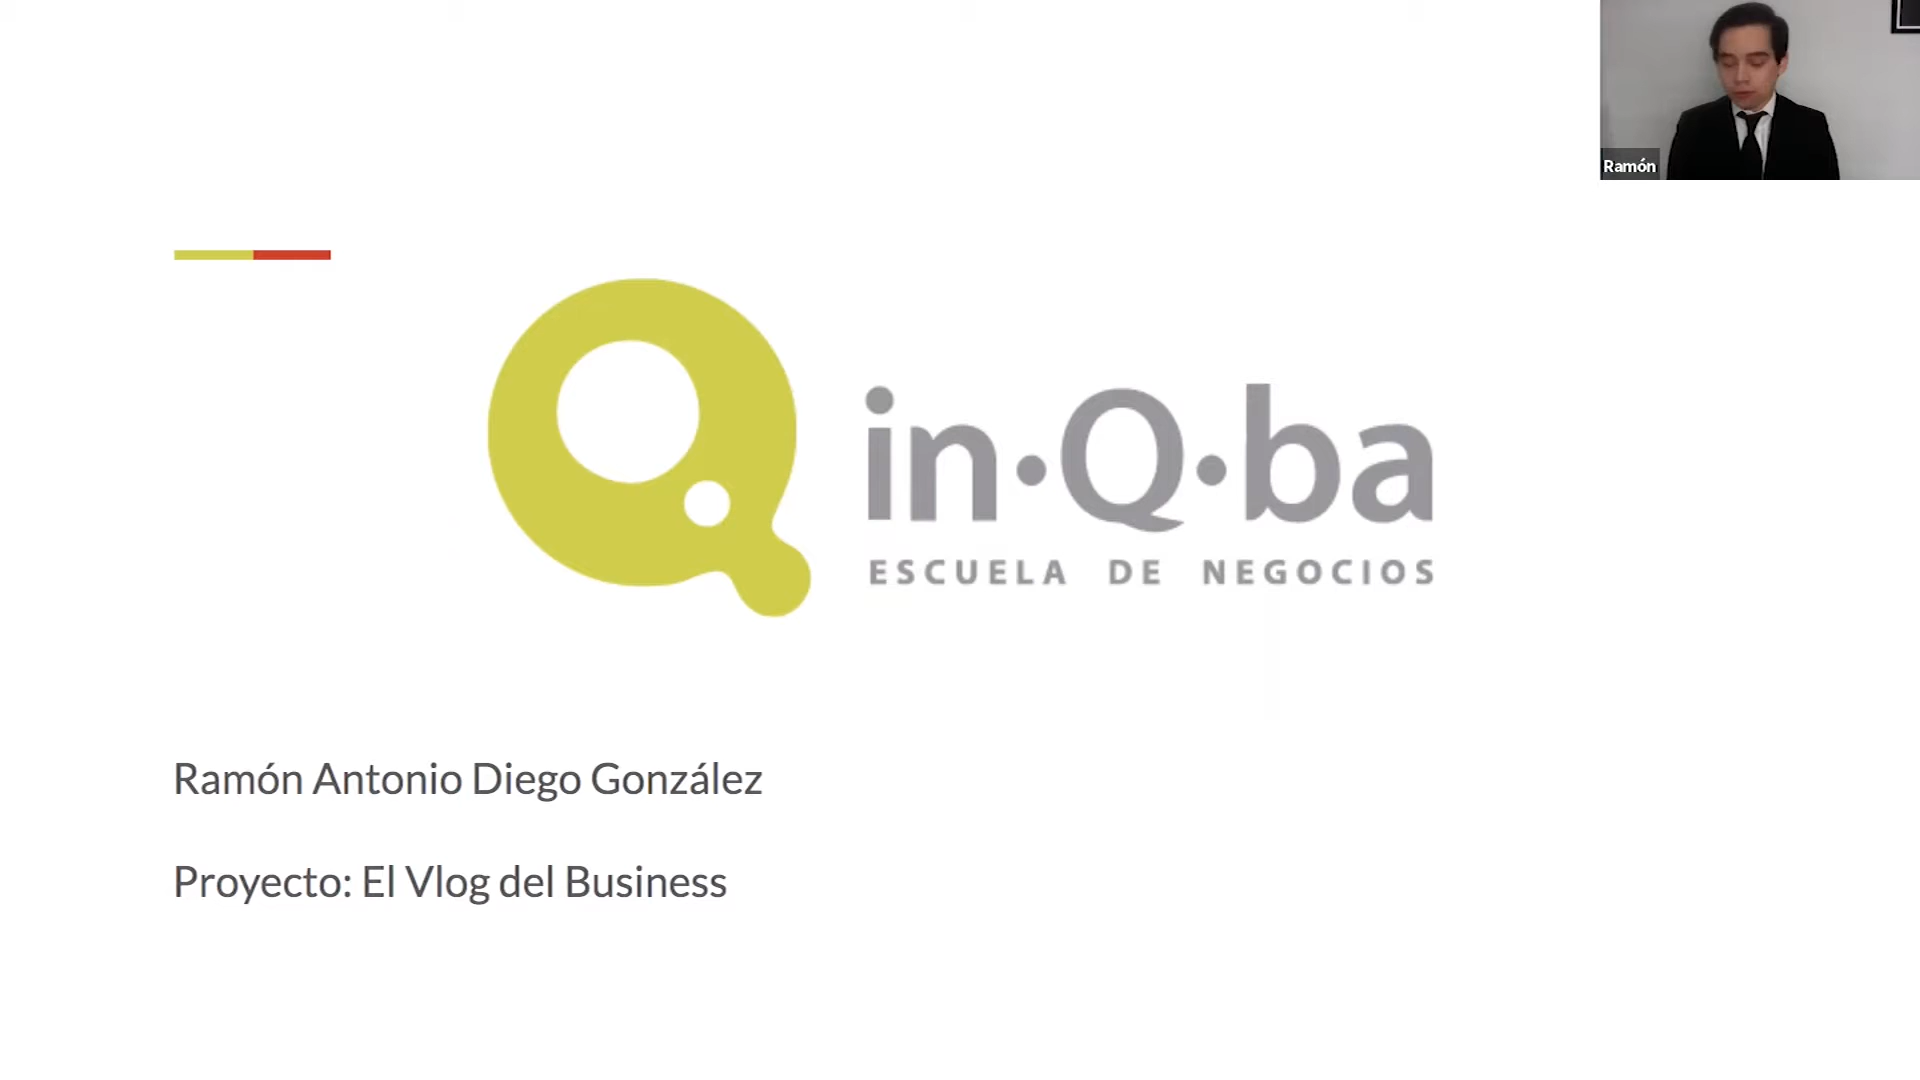 Ramón
in·Q·ba
ESCUELA DE NEGOCIOS
Ramón Antonio Diego González
Proyecto: El Vlog del Business